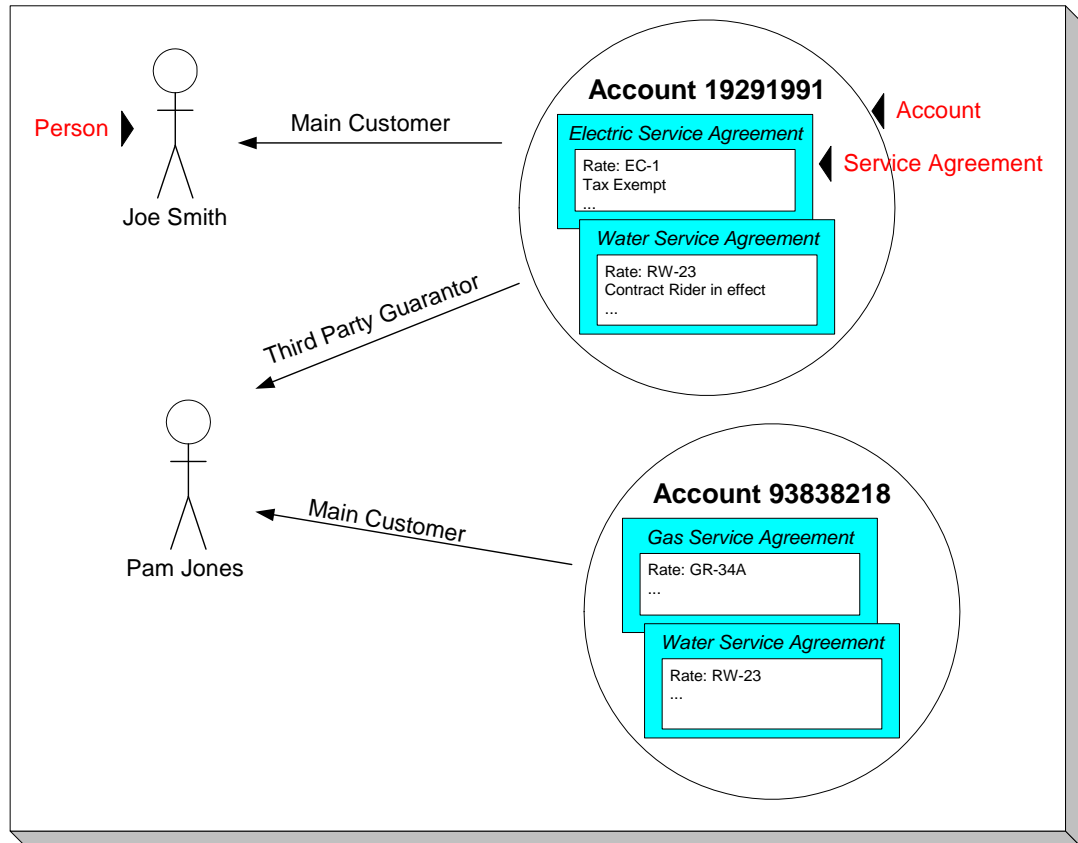 Account 19291991
Account
Person
Main Customer
Electric Service Agreement
Rate: EC-1
Tax Exempt
...
Service Agreement
Joe Smith
Water Service Agreement
Rate: RW-23
Contract Rider in effect
...
Third Party Guarantor
Account 93838218
Main Customer
Gas Service Agreement
Rate: GR-34A
...
Pam Jones
Water Service Agreement
Rate: RW-23
...